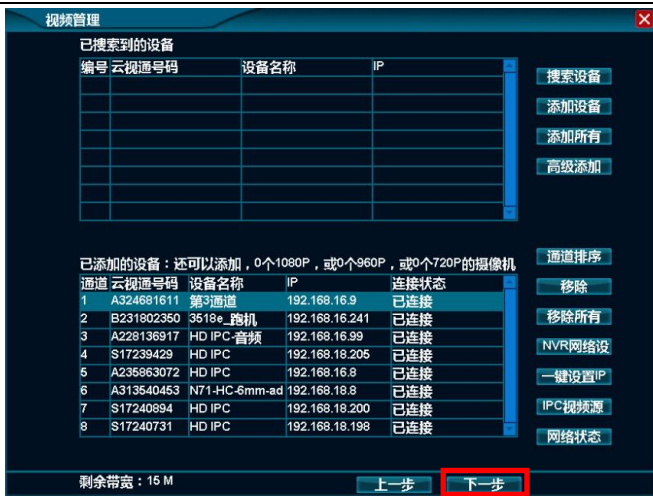 视频管理
已搜索到的设备
编号 云视通号码 设备名称 IP
搜索设备
添加设备
添加所有
高级添加
已添加的设备：还可以添加，0个1080P，或0个960P，或0个720P的摄像机
通道 云视通号码 设备名称 IP 连接状态
1 A324681611 第3通道 192.168.16.9 已连接
2 B231802350 3518e_跑机 192.168.16.241 已连接
3 A228136917 HD IPC-音频 192.168.16.99 已连接
4 S17239429 HD IPC 192.168.18.205 已连接
5 A235863072 HD IPC 192.168.16.8 已连接
6 A313540453 N71-HC-6mm-ad 192.168.18.8 已连接
7 S17240894 HD IPC 192.168.18.200 已连接
8 S17240731 HD IPC 192.168.18.198 已连接
通道排序
移除
移除所有
NVR网络设
一键设置IP
IPC视频源
网络状态
剩余带宽：15 M
上一步
下一步